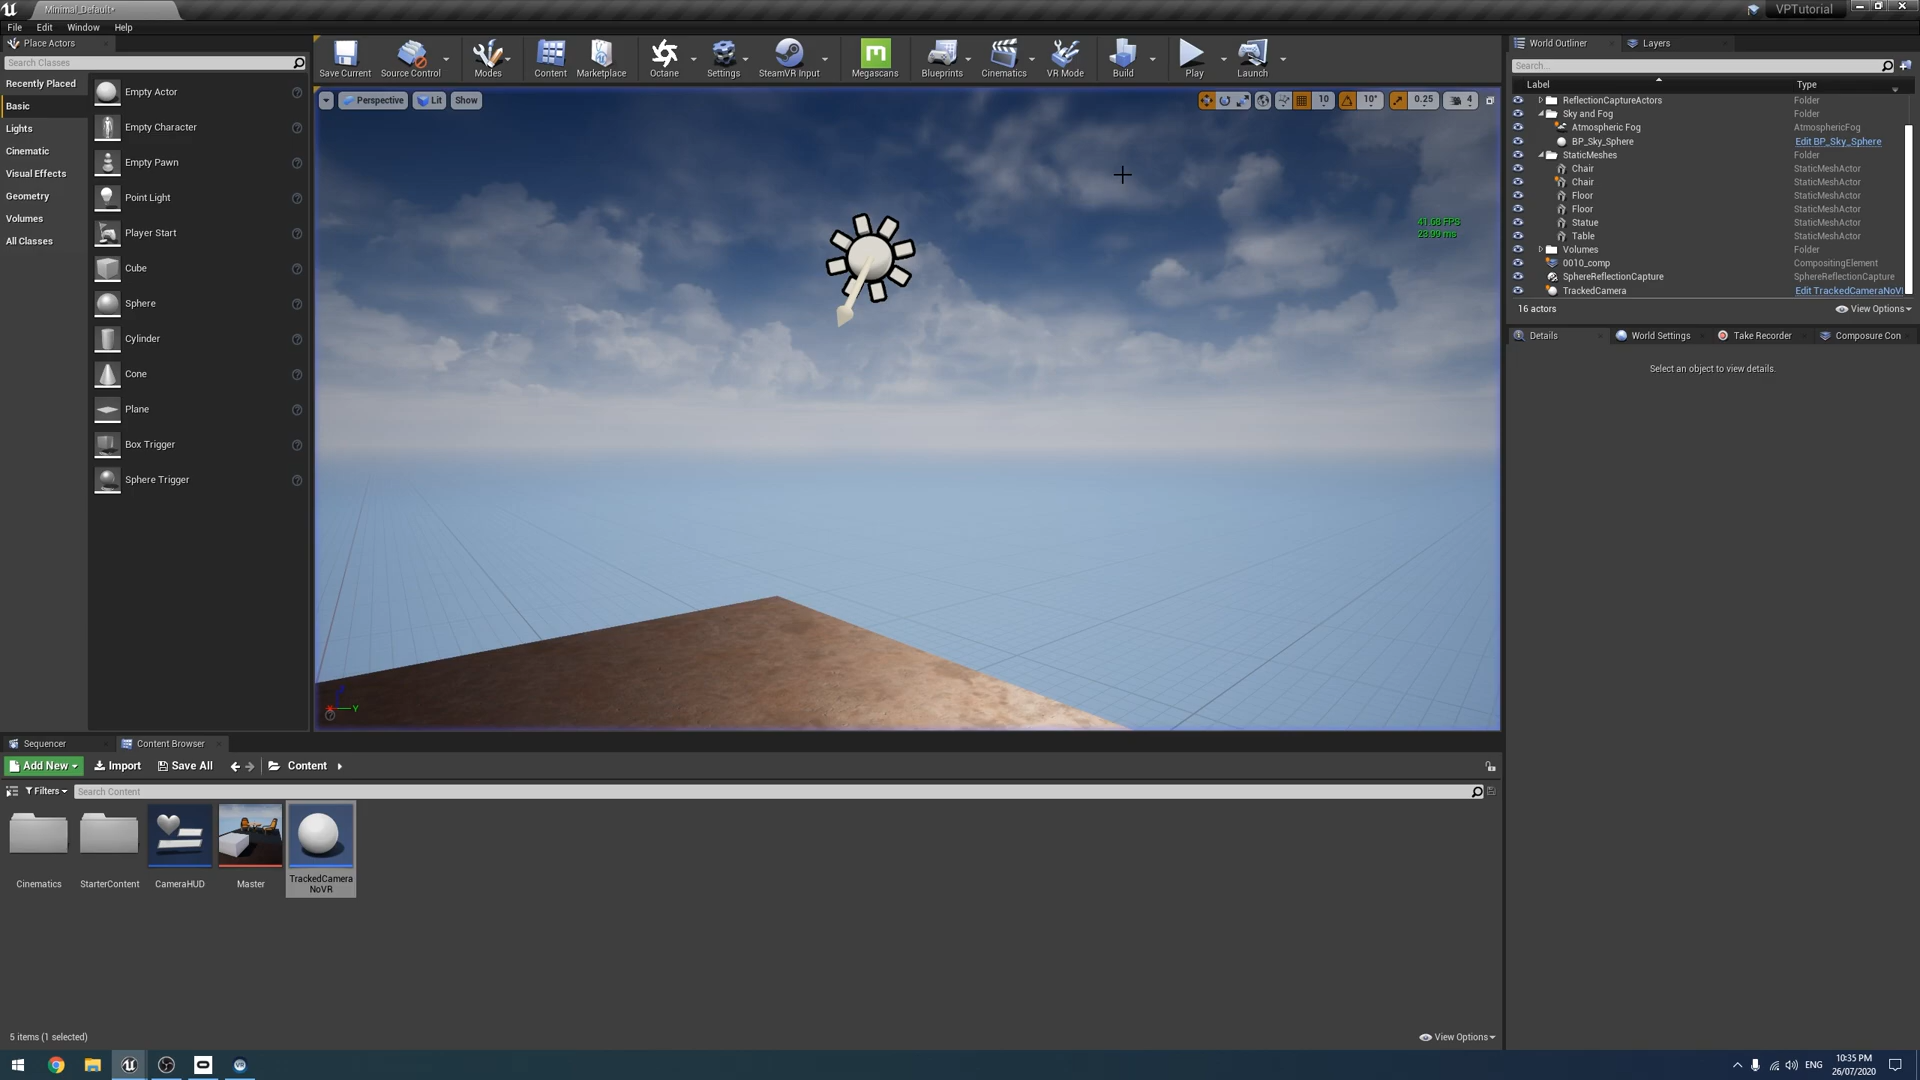 Minimal_Default*
VPTutorial
File Edit Window Help
Place Actors
Search Classes
Recently Placed
Basic
Lights
Cinematic
Visual Effects
Geometry
Volumes
All Classes
Empty Actor
Empty Character
Empty Pawn
Point Light
Player Start
Cube
Sphere
Cylinder
Cone
Plane
Box Trigger
Sphere Trigger
Save Current Source Control Modes Content Marketplace Octane Settings SteamVR Input Megascans Blueprints Cinematics VR Mode Build Play Launch
Perspective Lit Show
10 10° 0.25 4
41.68 FPS
23.99 ms
Y
World Outliner Layers
Search...
Label Type
ReflectionCaptureActors Folder
Sky and Fog Folder
Atmospheric Fog AtmosphericFog
BP_Sky_Sphere Edit BP_Sky_Sphere
StaticMeshes Folder
Chair StaticMeshActor
Chair StaticMeshActor
Floor StaticMeshActor
Floor StaticMeshActor
Statue StaticMeshActor
Table StaticMeshActor
Volumes Folder
0010_comp CompositingElement
SphereReflectionCapture SphereReflectionCapture
TrackedCamera Edit TrackedCameraNoVI
16 actors View Options
Details World Settings Take Recorder Composure Con
Select an object to view details.
Sequencer Content Browser
Add New Import Save All Content
Filters Search Content
Cinematics
StarterContent
CameraHUD
Master
TrackedCamera
NoVR
5 items (1 selected)
View Options
ENG
10:35 PM
26/07/2020